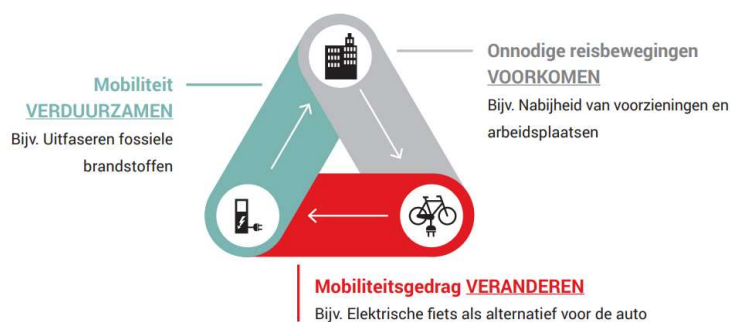 Mobiliteit
VERDUURZAMEN
Bijv. Uitfaseren fossiele
brandstoffen
Onnodige reisbewegingen
VOORKOMEN
Bijv. Nabijheid van voorzieningen en
arbeidsplaatsen
Mobiliteitsgedrag VERANDEREN
Bijv. Elektrische fiets als alternatief voor de auto